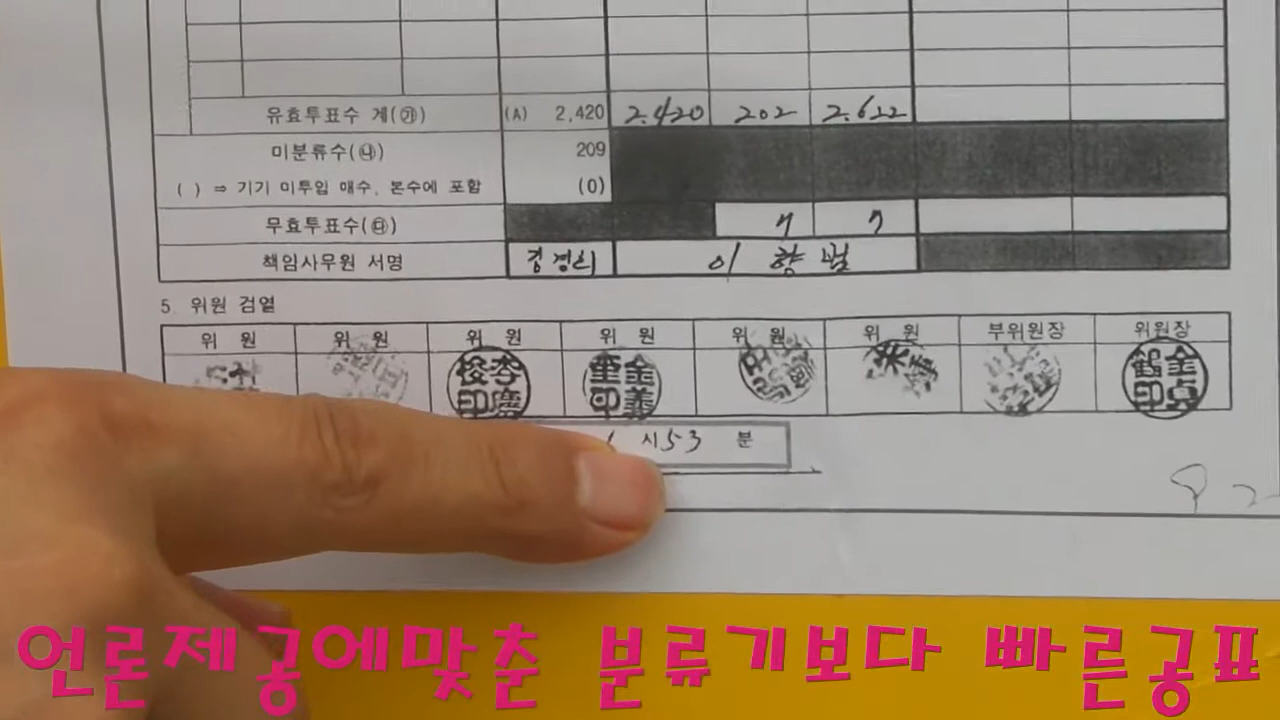 유효투표수 계(㉮) (A) 2,420 2.420 202 2.622
미분류수(㉯) 209
( ) ⇒ 기기 미투입 매수, 본수에 포함 (0)
무효투표수(㉰) 7 7
책임사무원 서명 이 향 범
5. 위원 검열
위 원 위 원 위 원 위 원 위 원 위 원 부위원장 위원장
시 53 분
언론제공에맞춘 분류기보다 빠른공표